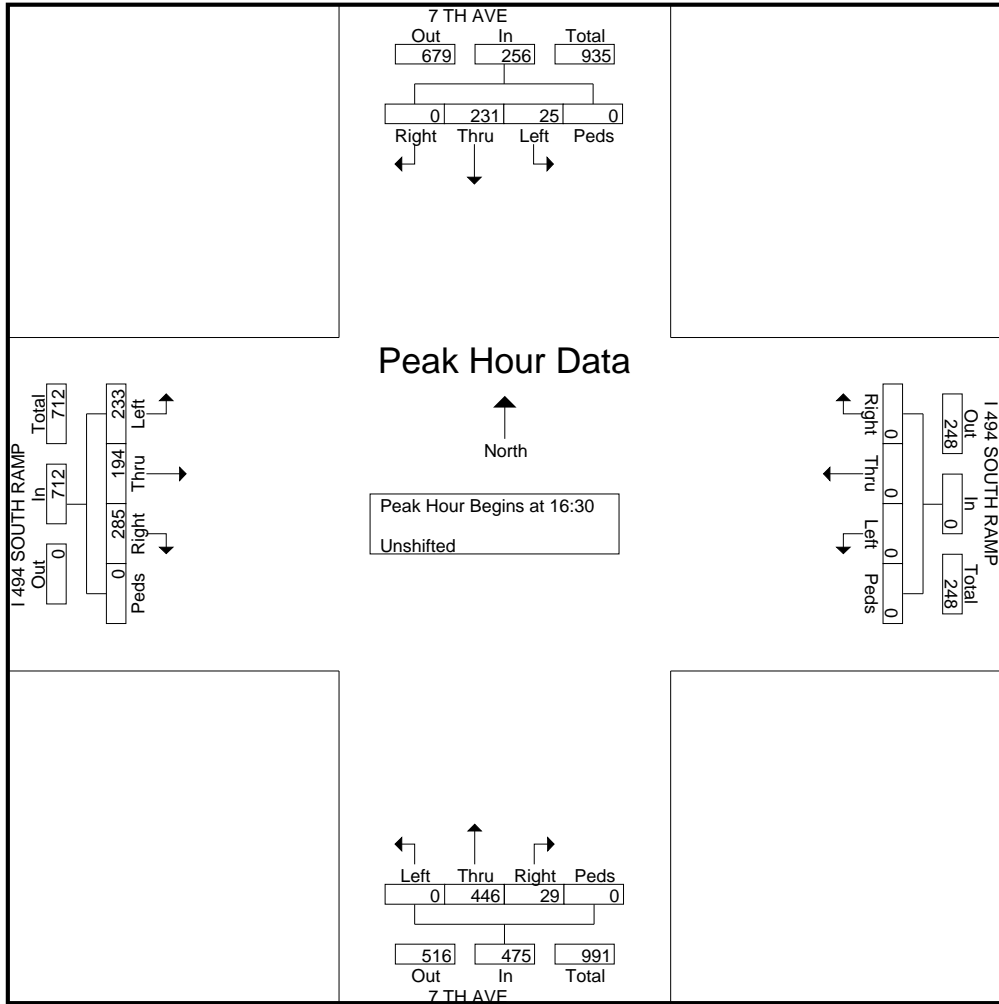 7 TH AVE
Out In Total
679 256 935
0 231 25 0
Right Thru Left Peds
Peak Hour Data
North
Peak Hour Begins at 16:30
Unshifted
I 494 SOUTH RAMP
Total In Out
712 712 0
233 194 285 0
Left Thru Right Peds
I 494 SOUTH RAMP
Out In Total
248 0 248
0 0 0 0
Right Thru Left Peds
Left Thru Right Peds
0 446 29 0
516 475 991
Out In Total
7 TH AVE